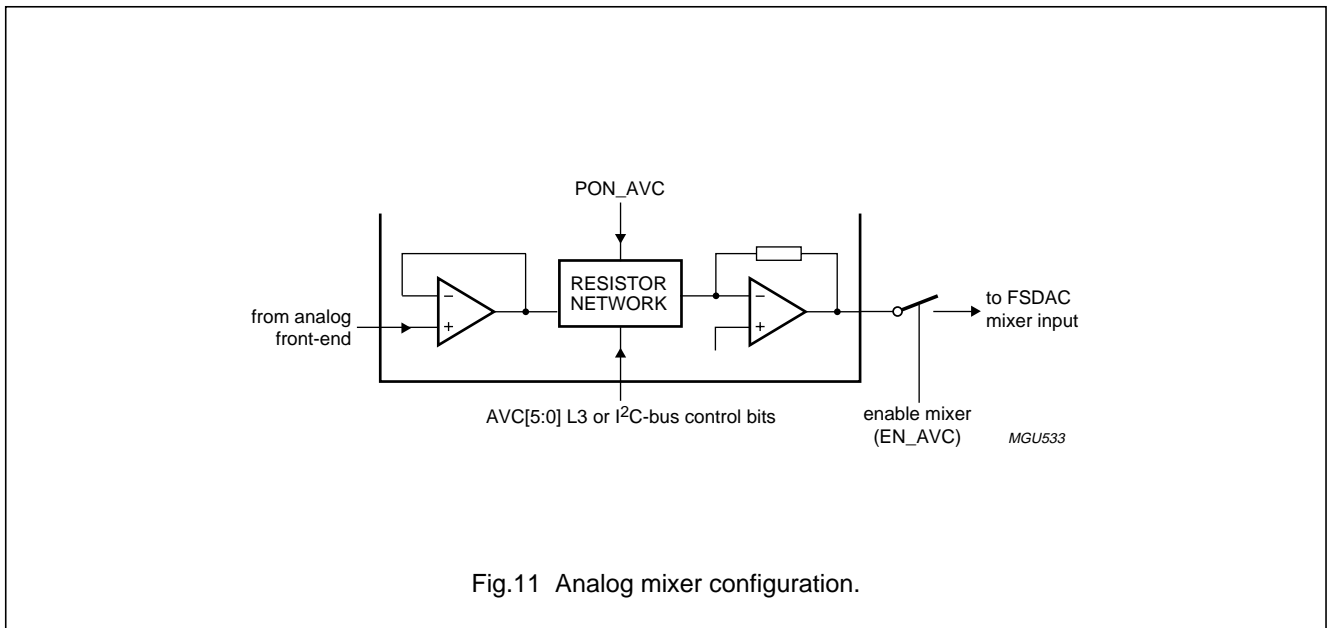 PON_AVC
RESISTOR
NETWORK
−
+
−
+
from analog
front-end
to FSDAC
mixer input
AVC[5:0] L3 or I²C-bus control bits
enable mixer
(EN_AVC)
MGU533
Fig.11 Analog mixer configuration.